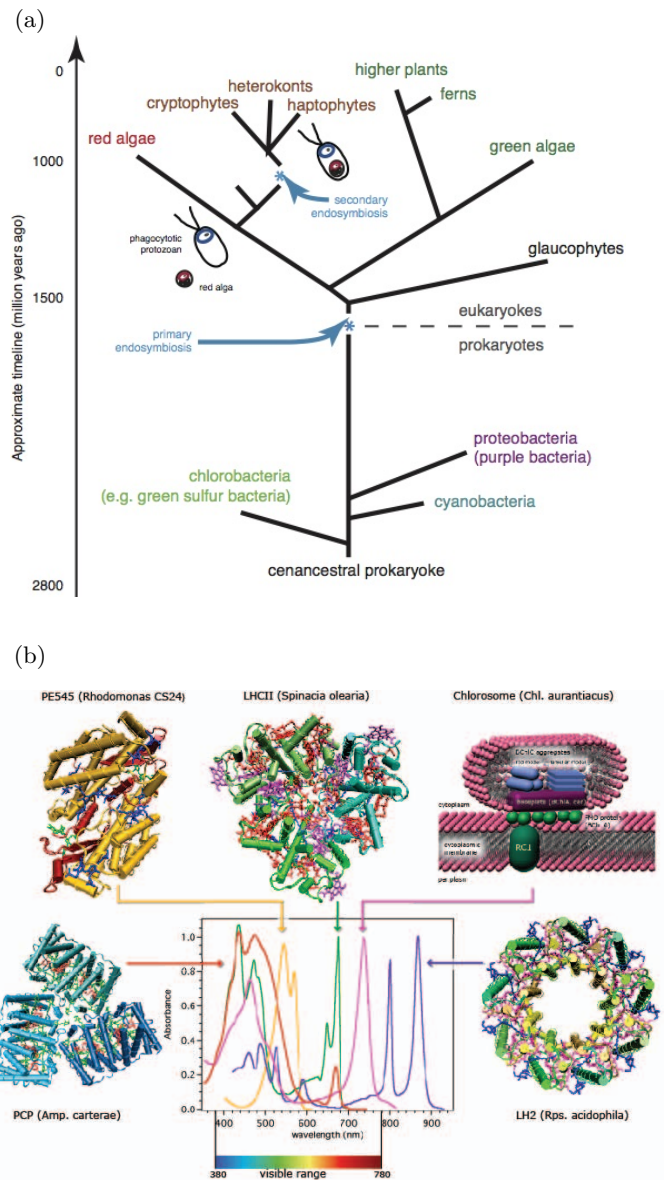 (a)
0
1000
1500
2800
Approximate timeline (million years ago)
higher plants
heterokonts
ferns
cryptophytes
haptophytes
red algae
green algae
secondary
endosymbiosis
phagocytotic
protozoan
red alga
glaucophytes
eukaryokes
primary
endosymbiosis
prokaryotes
proteobacteria
(purple bacteria)
chlorobacteria
(e.g. green sulfur bacteria)
cyanobacteria
cenancestral prokaryoke
(b)
PE545 (Rhodomonas CS24)
LHCII (Spinacia olearia)
Chlorosome (Chl. aurantiacus)
BChlC aggregates
cytoplasm
cytoplasmic
membrane
RC
1.0
0.8
0.6
0.4
0.2
0.0
Absorbance
400
500
600
700
800
900
wavelength (nm)
PCP (Amp. carterae)
LH2 (Rps. acidophila)
380
visible range
780